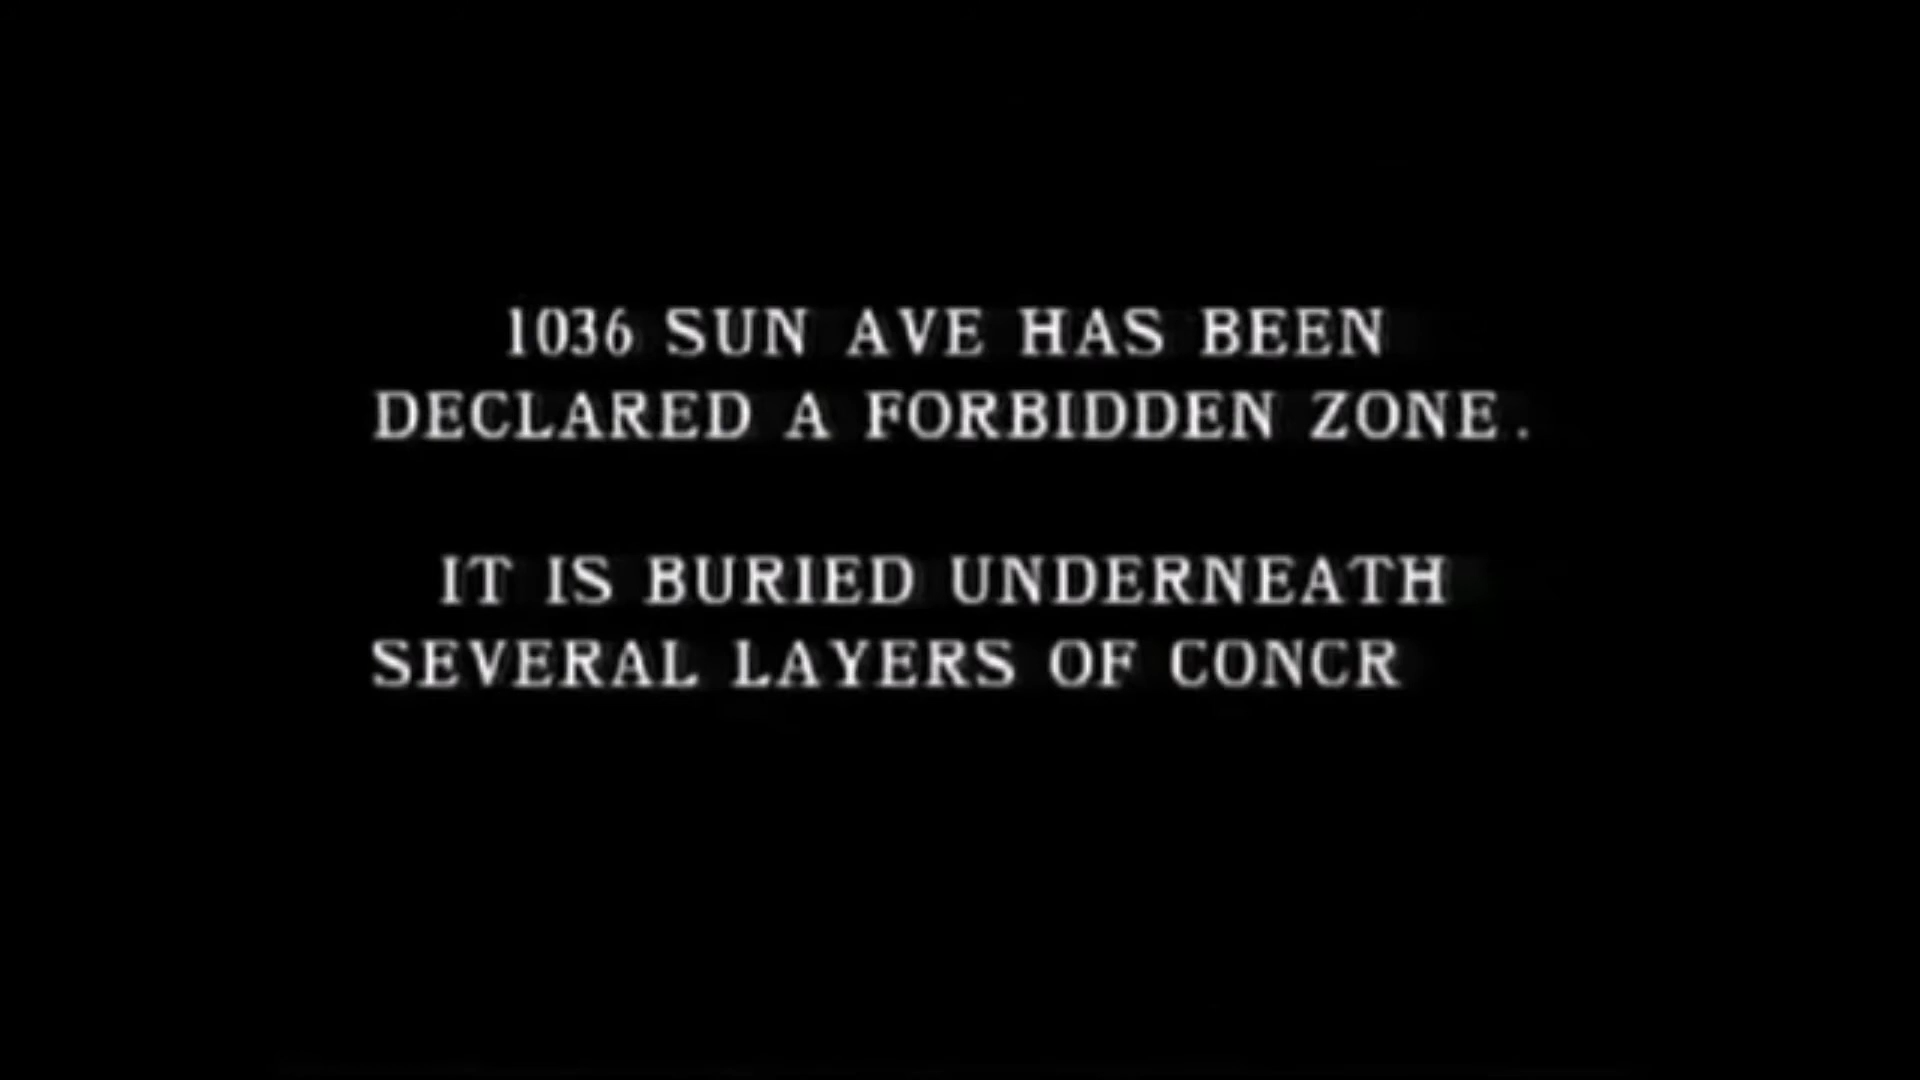 1036 SUN AVE HAS BEEN
DECLARED A FORBIDDEN ZONE.
IT IS BURIED UNDERNEATH
SEVERAL LAYERS OF CONCR